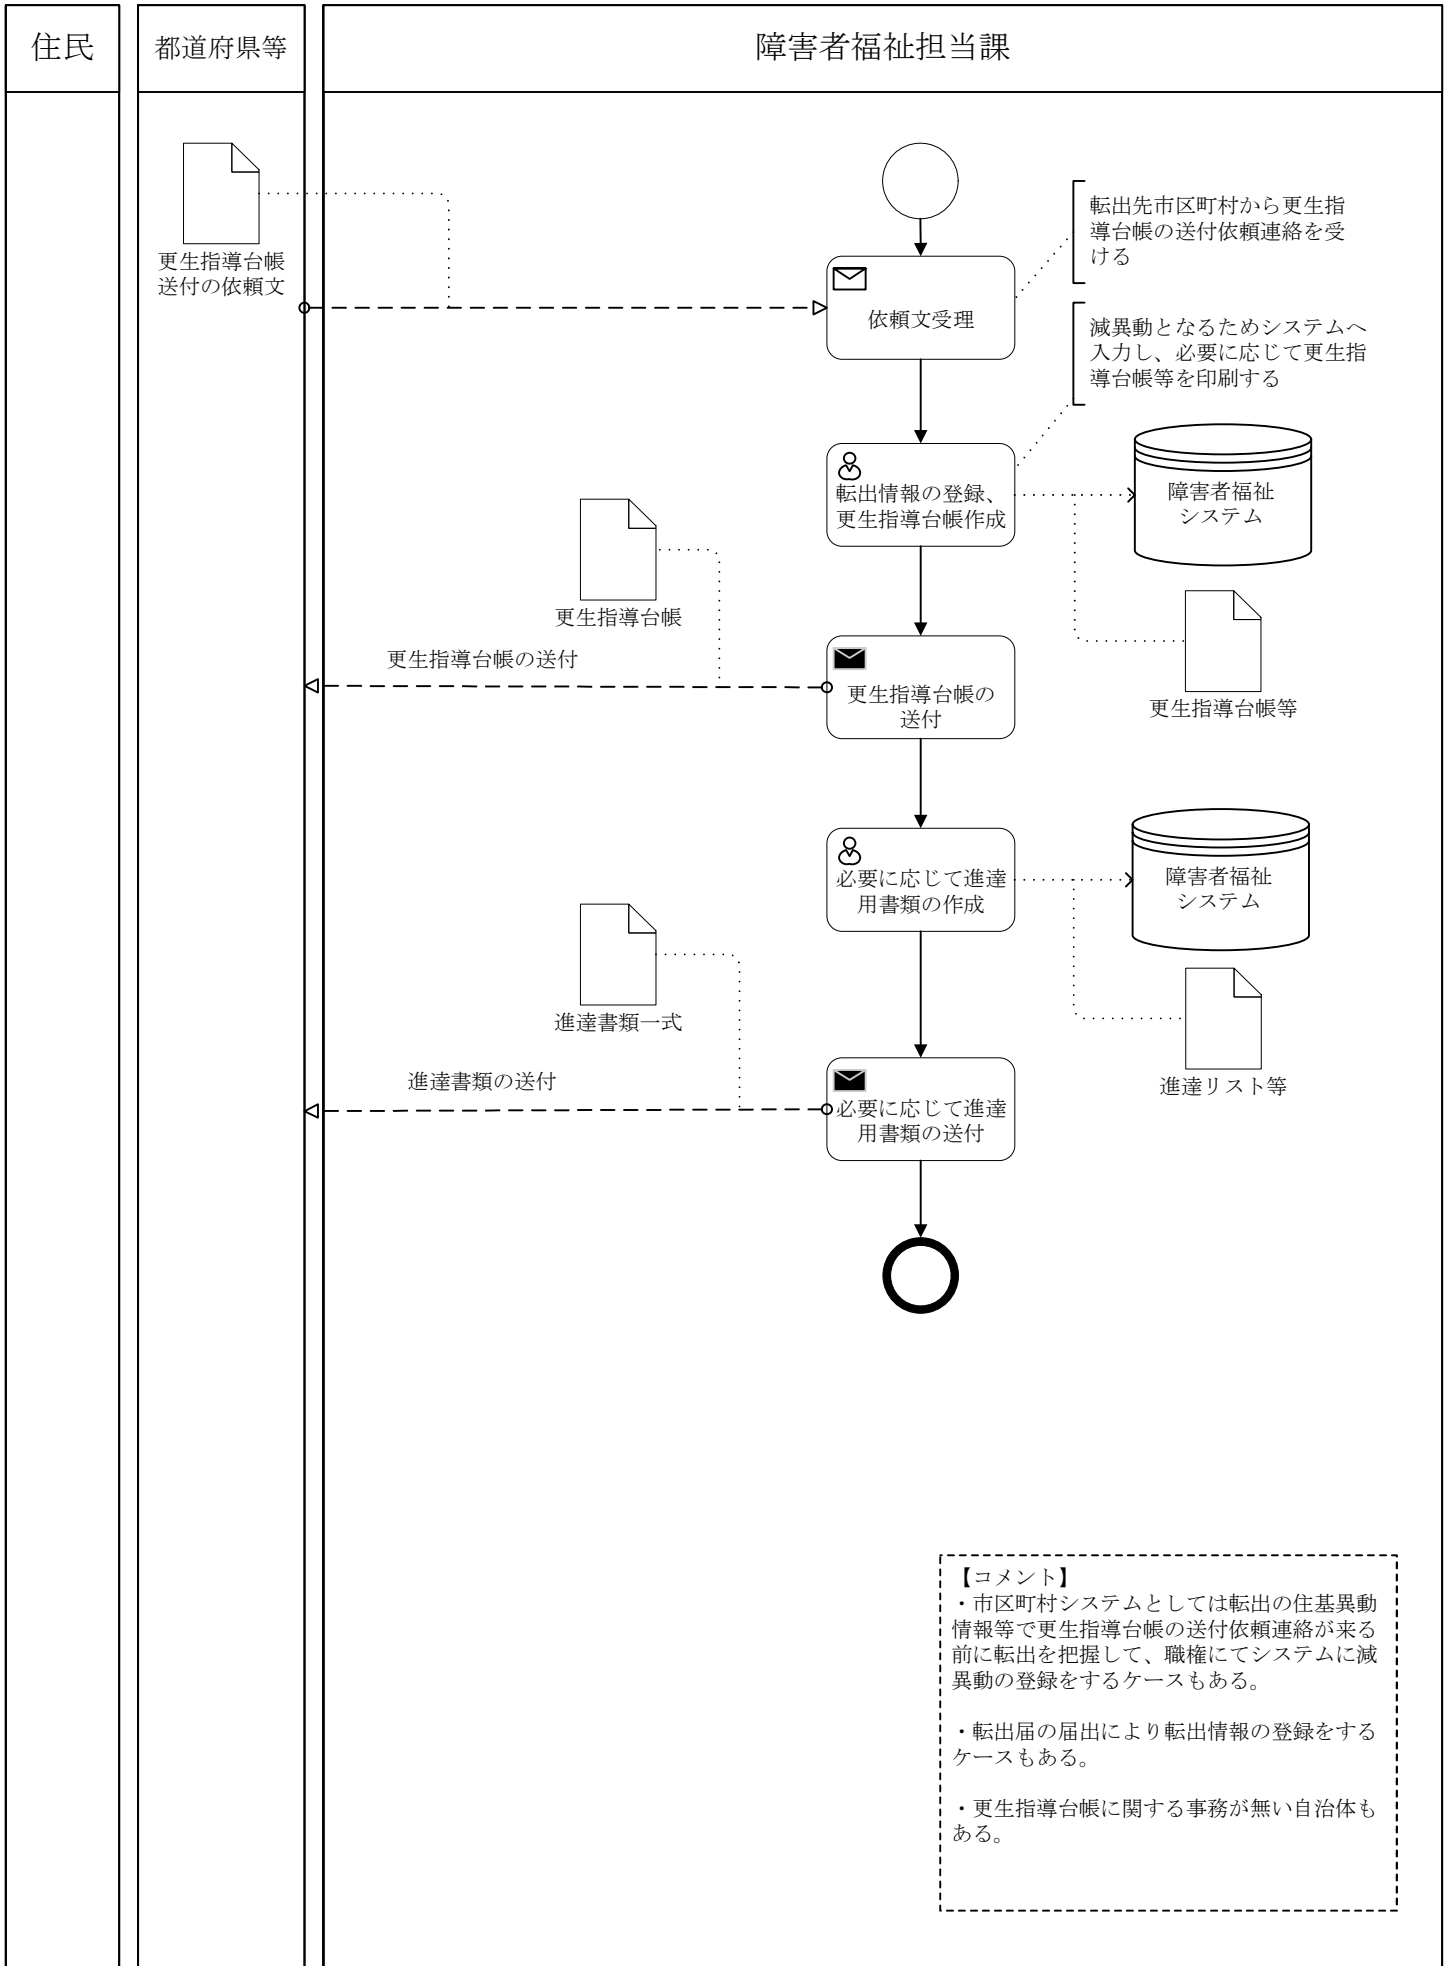 住民
都道府県等
障害者福祉担当課
更生指導台帳
送付の依頼文
転出先市区町村から更生指
導台帳の送付依頼連絡を受
ける
依頼文受理
減異動となるためシステムへ
入力し、必要に応じて更生指
導台帳等を印刷する
転出情報の登録、
更生指導台帳作成
障害者福祉
システム
更生指導台帳
更生指導台帳等
更生指導台帳の送付
更生指導台帳の
送付
必要に応じて進達
用書類の作成
障害者福祉
システム
進達書類一式
進達リスト等
進達書類の送付
必要に応じて進達
用書類の送付
【コメント】
・市区町村システムとしては転出の住基異動
情報等で更生指導台帳の送付依頼連絡が来る
前に転出を把握して、職権にてシステムに減
異動の登録をするケースもある。
・転出届の届出により転出情報の登録をする
ケースもある。
・更生指導台帳に関する事務が無い自治体も
ある。